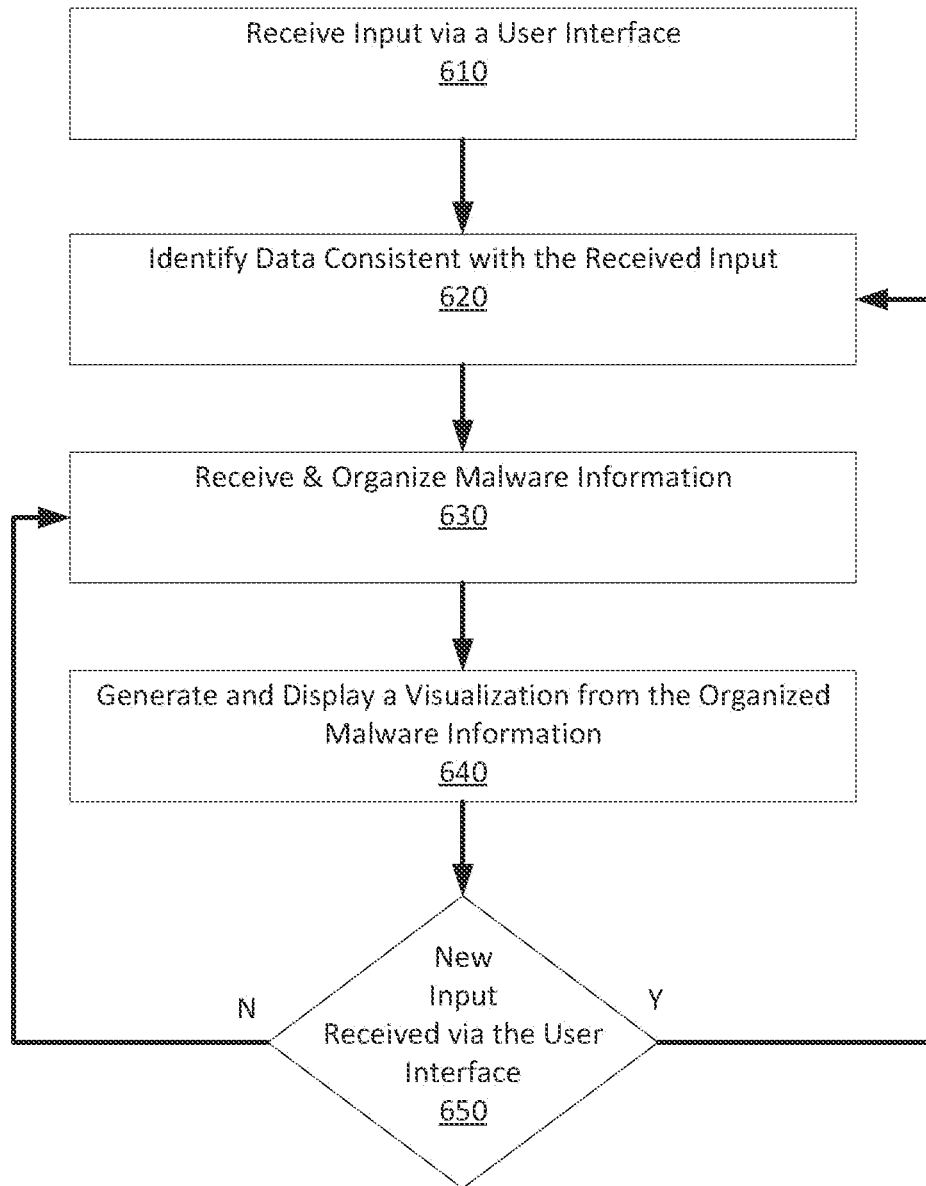 Receive Input via a User Interface
610
Identify Data Consistent with the Received Input
620
Receive & Organize Malware Information
630
Generate and Display a Visualization from the Organized
Malware Information
640
New
Input
Received via the User
Interface
650
N
Y